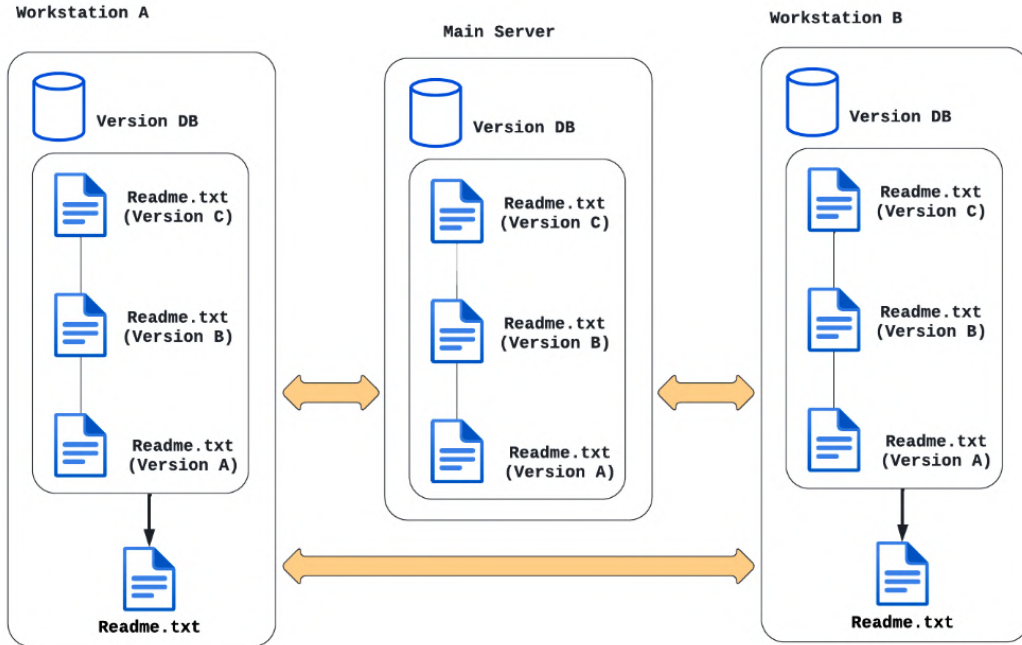 Workstation A
Version DB
Readme.txt
(Version C)
Readme.txt
(Version B)
Readme.txt
(Version A)
Readme.txt
Main Server
Version DB
Readme.txt
(Version C)
Readme.txt
(Version B)
Readme.txt
(Version A)
Workstation B
Version DB
Readme.txt
(Version C)
Readme.txt
(Version B)
Readme.txt
(Version A)
Readme.txt